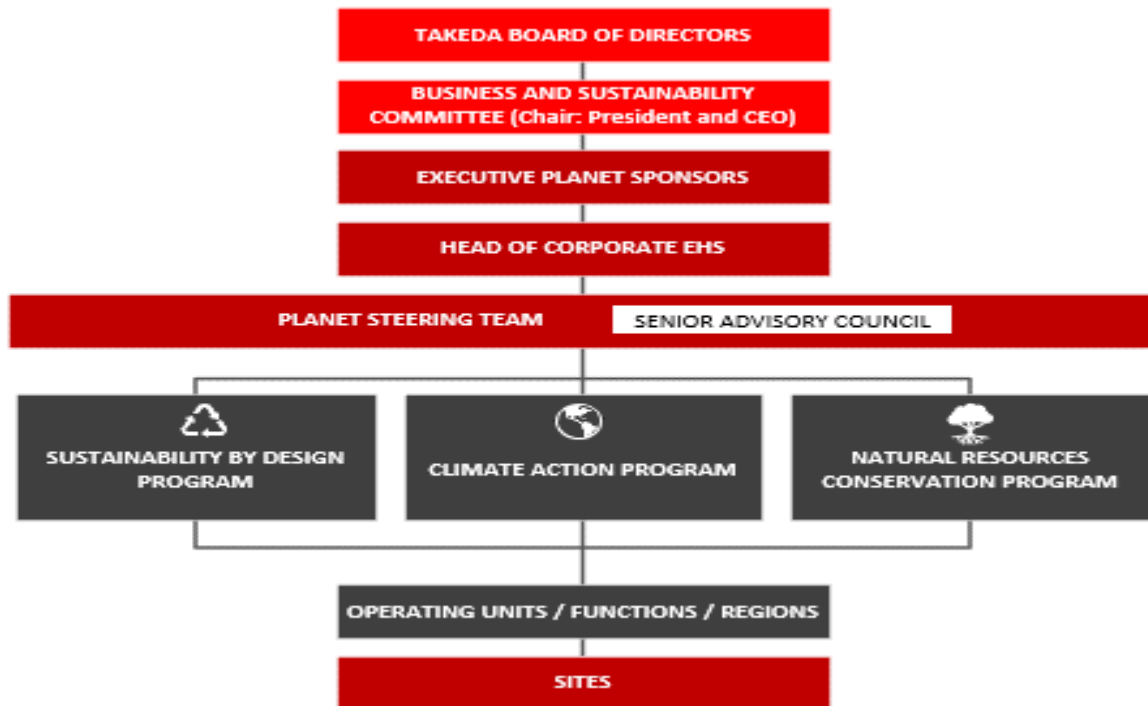 TAKEDA BOARD OF DIRECTORS
BUSINESS AND SUSTAINABILITY
COMMITTEE (Chair: President and CEO)
EXECUTIVE PLANET SPONSORS
HEAD OF CORPORATE EHS
PLANET STEERING TEAM SENIOR ADVISORY COUNCIL
SUSTAINABILITY BY DESIGN
PROGRAM
CLIMATE ACTION PROGRAM
NATURAL RESOURCES
CONSERVATION PROGRAM
OPERATING UNITS / FUNCTIONS / REGIONS
SITES